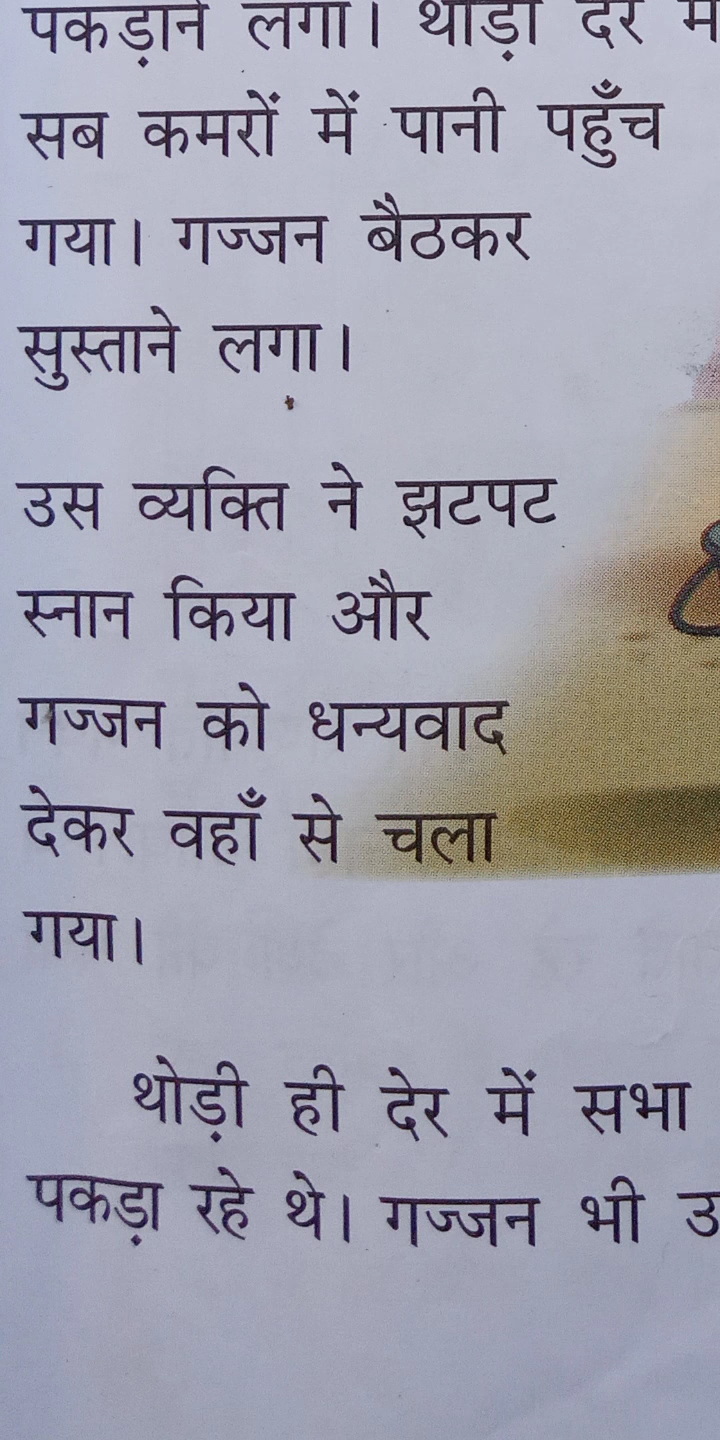 पकड़ाने लगा। थोड़ी देर में
सब कमरों में पानी पहुँच
गया। गज्जन बैठकर
सुस्ताने लगा।
उस व्यक्ति ने झटपट
स्नान किया और
गज्जन को धन्यवाद
देकर वहाँ से चला
गया।
थोड़ी ही देर में सभा
पकड़ा रहे थे। गज्जन भी